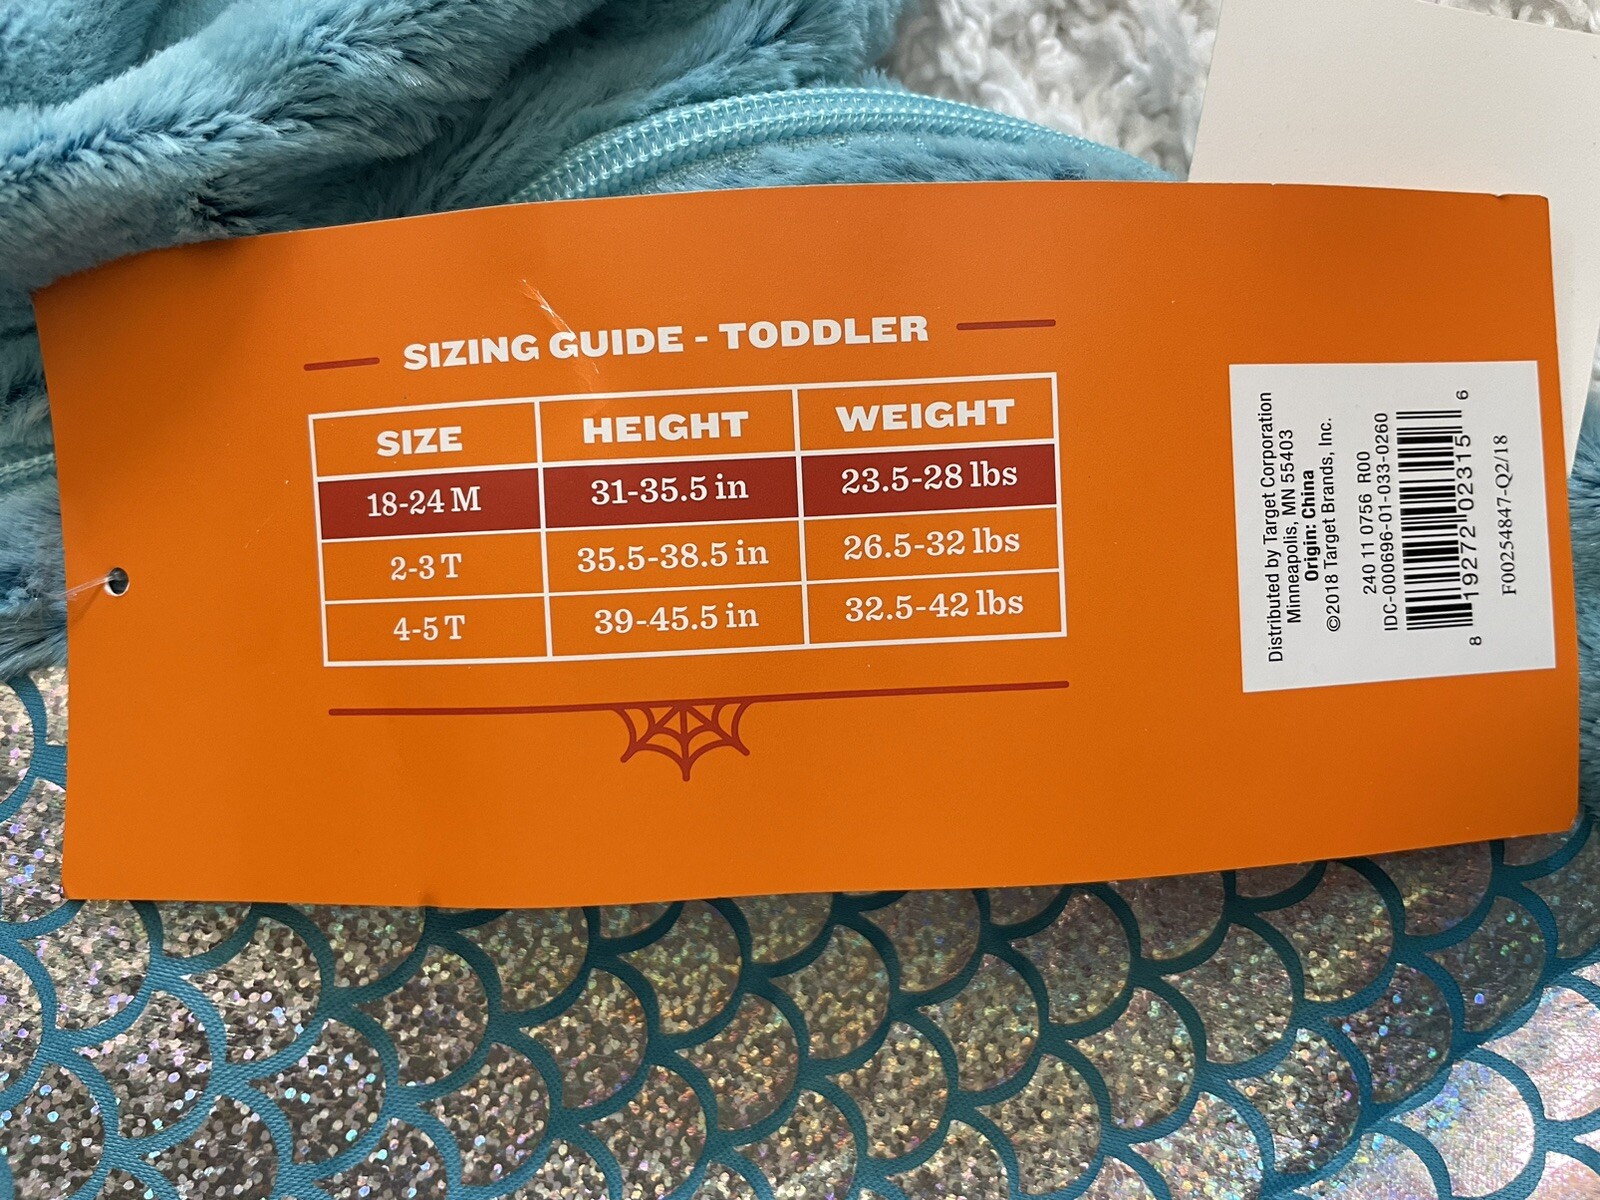 SIZING GUIDE - TODDLER
SIZE HEIGHT WEIGHT
18-24 M 31-35.5 in 23.5-28 lbs
2-3 T 35.5-38.5 in 26.5-32 lbs
4-5 T 39-45.5 in 32.5-42 lbs
Distributed by Target Corporation
Minneapolis, MN 55403
Origin: China
©2018 Target Brands, Inc.
240 11 0756 R00
IDC-000696-01-033-0260
8 19272 02315 6
F00254847-Q2/18